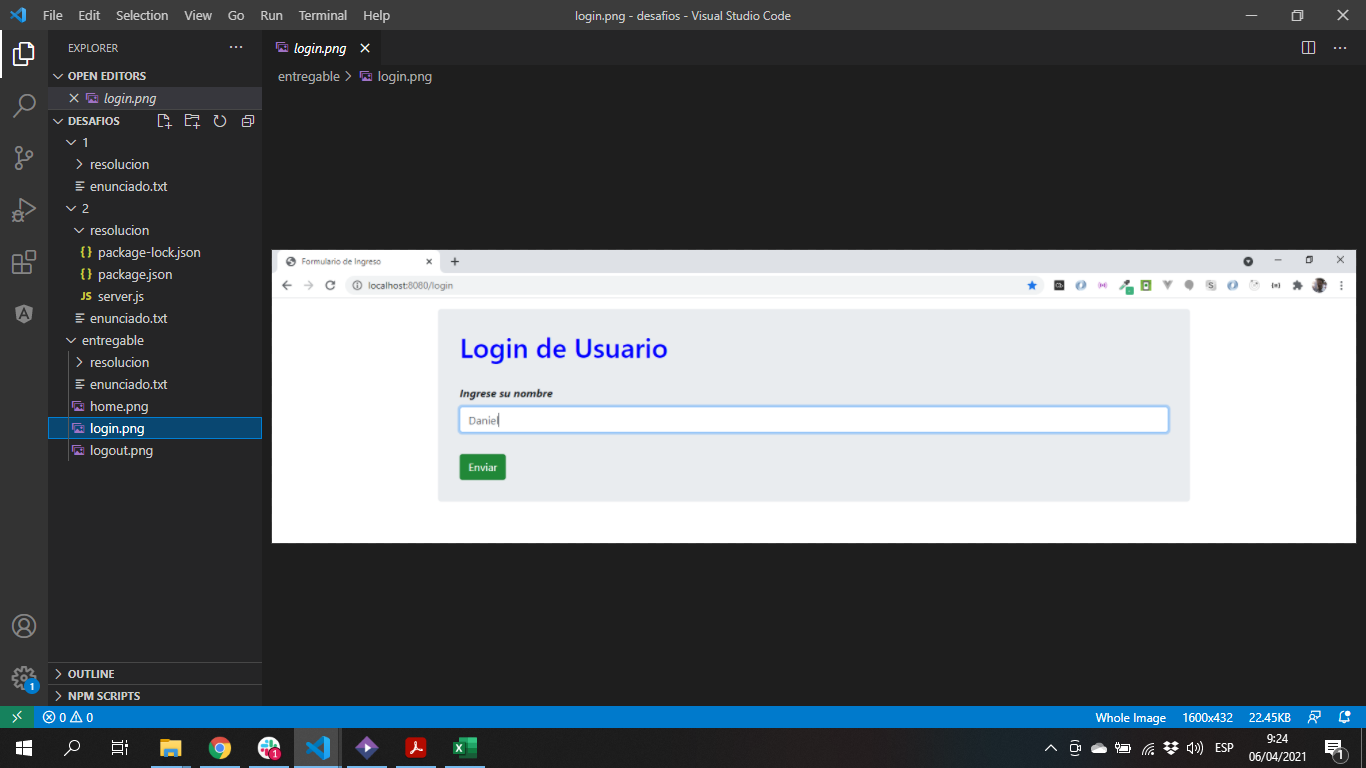 File Edit Selection View Go Run Terminal Help
login.png - desafios - Visual Studio Code
EXPLORER
OPEN EDITORS
login.png
DESAFIOS
1
resolucion
enunciado.txt
2
resolucion
{} package-lock.json
{} package.json
JS server.js
enunciado.txt
entregable
resolucion
enunciado.txt
home.png
login.png
logout.png
OUTLINE
NPM SCRIPTS
1
login.png
entregable > login.png
Formulario de Ingreso
localhost:8080/login
Login de Usuario
Ingrese su nombre
Daniel
Enviar
0 0
Whole Image 1600x432 22.45KB
1
ESP
9:24
06/04/2021
1